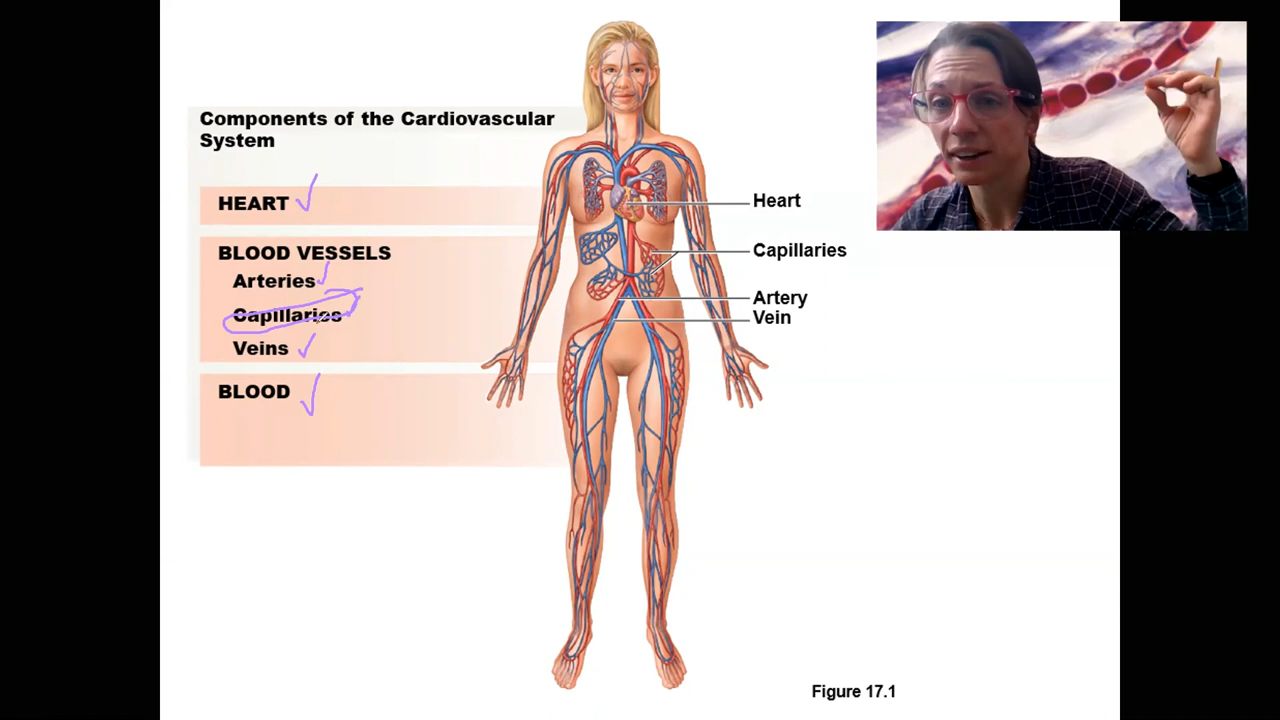 Components of the Cardiovascular
System
HEART
BLOOD VESSELS
Arteries
Capillaries
Veins
BLOOD
Heart
Capillaries
Artery
Vein
Figure 17.1